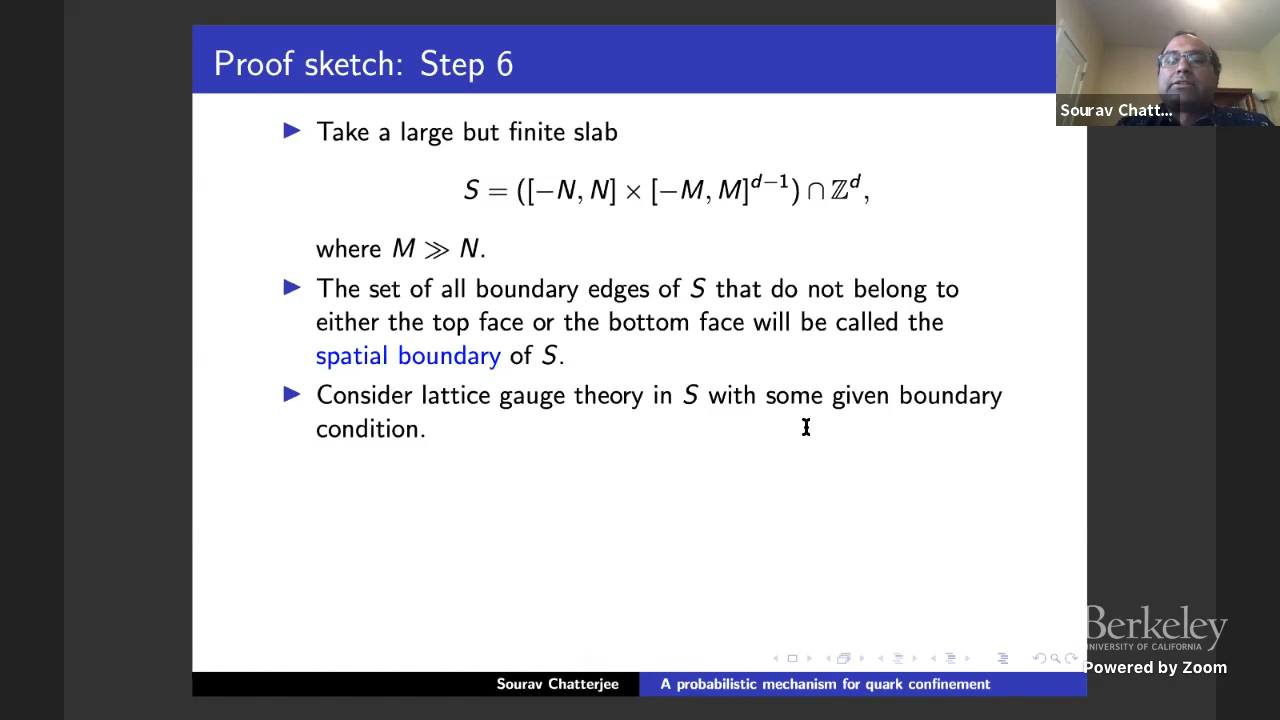 Proof sketch: Step 6
Sourav Chatt...
▶ Take a large but finite slab
S = ([−N, N] × [−M, M]^{d−1}) ∩ ℤ^d,
where M ≫ N.
▶ The set of all boundary edges of S that do not belong to
either the top face or the bottom face will be called the
spatial boundary of S.
▶ Consider lattice gauge theory in S with some given boundary
condition.
Berkeley
UNIVERSITY OF CALIFORNIA
Powered by Zoom
Sourav Chatterjee
A probabilistic mechanism for quark confinement